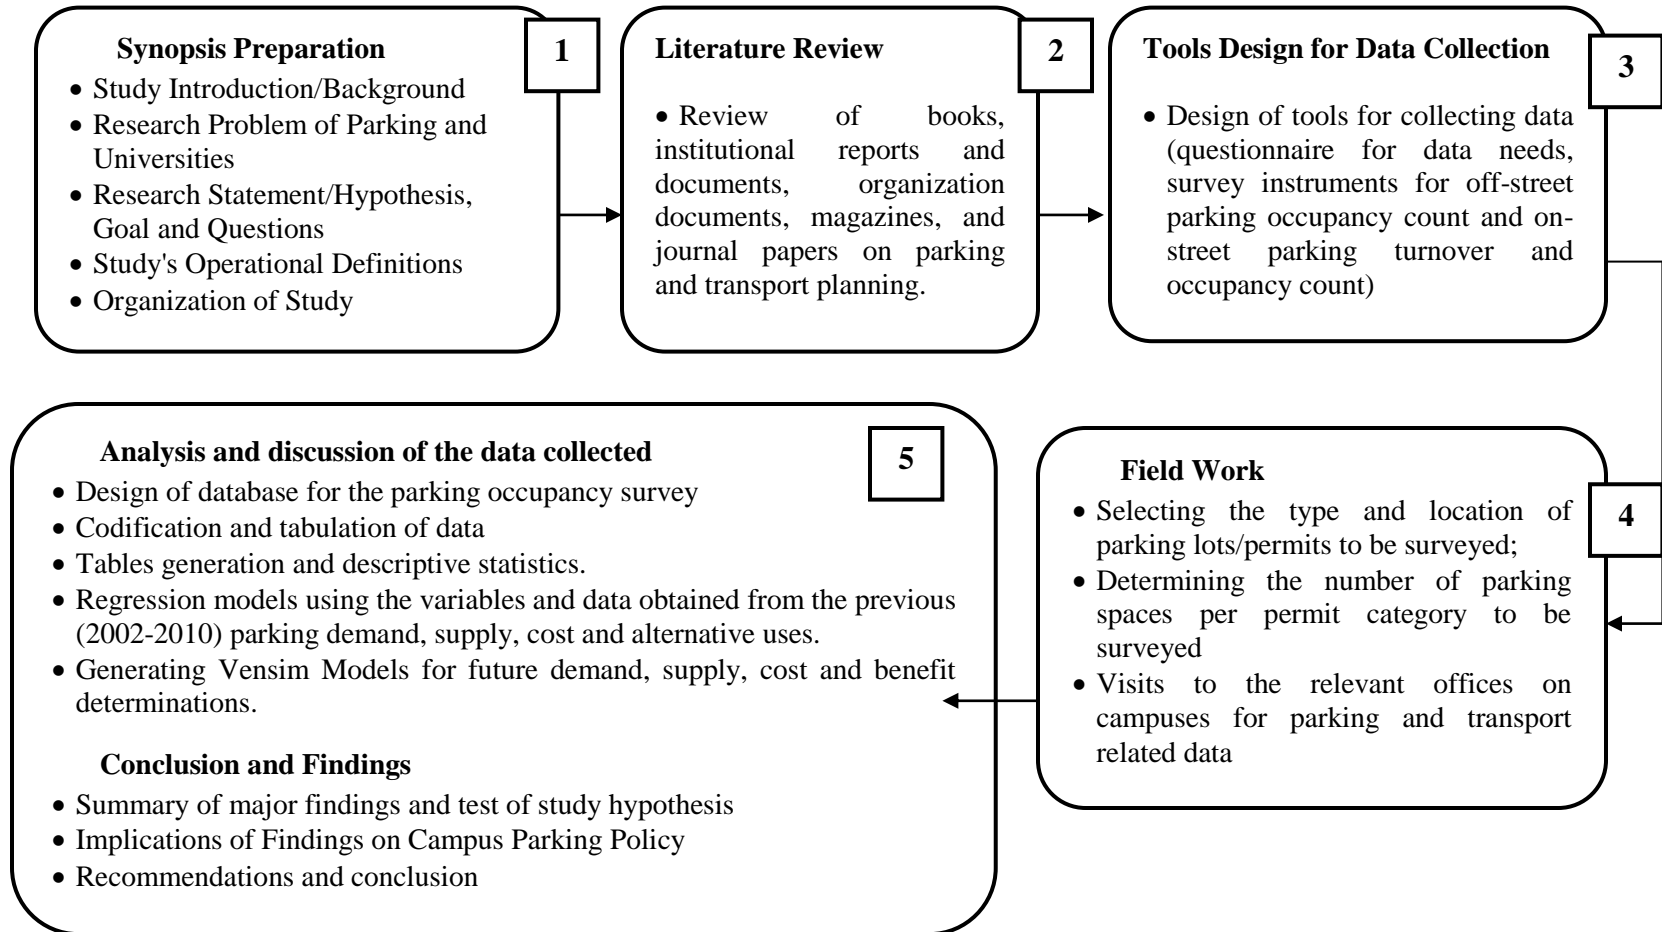 Synopsis Preparation
1
• Study Introduction/Background
• Research Problem of Parking and
Universities
• Research Statement/Hypothesis,
Goal and Questions
• Study's Operational Definitions
• Organization of Study
Literature Review
2
• Review of books,
institutional reports and
documents, organization
documents, magazines, and
journal papers on parking
and transport planning.
Tools Design for Data Collection
3
• Design of tools for collecting data
(questionnaire for data needs,
survey instruments for off-street
parking occupancy count and on-
street parking turnover and
occupancy count)
Field Work
4
• Selecting the type and location of
parking lots/permits to be surveyed;
• Determining the number of parking
spaces per permit category to be
surveyed
• Visits to the relevant offices on
campuses for parking and transport
related data
Analysis and discussion of the data collected
5
• Design of database for the parking occupancy survey
• Codification and tabulation of data
• Tables generation and descriptive statistics.
• Regression models using the variables and data obtained from the previous
(2002-2010) parking demand, supply, cost and alternative uses.
• Generating Vensim Models for future demand, supply, cost and benefit
determinations.
Conclusion and Findings
• Summary of major findings and test of study hypothesis
• Implications of Findings on Campus Parking Policy
• Recommendations and conclusion